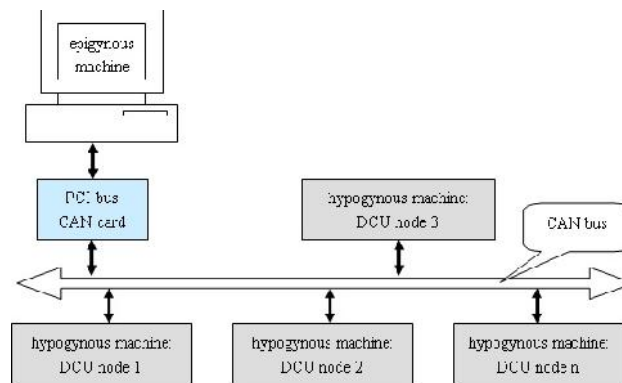 epigynous
machine
PCI bus
CAN card
hypogynous machine:
DCU node 3
CAN bus
hypogynous machine:
DCU node 1
hypogynous machine:
DCU node 2
hypogynous machine:
DCU node n